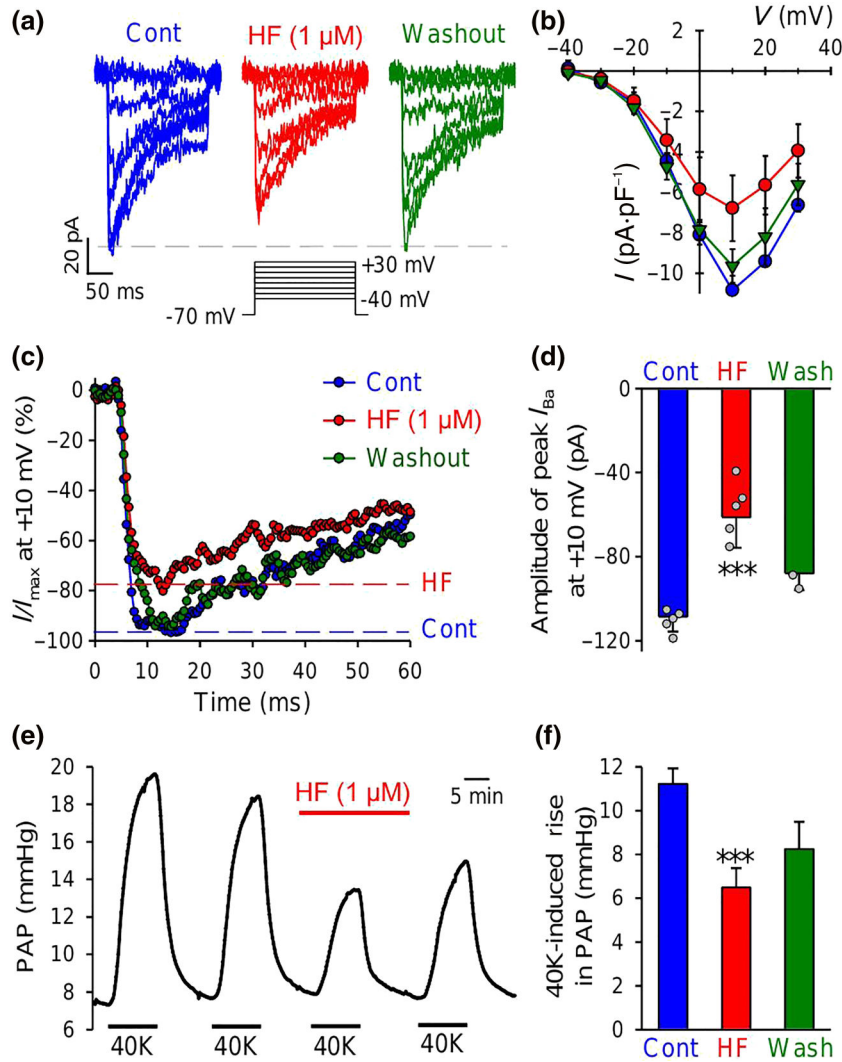 (a)
Cont HF (1 µM) Washout
20 pA
50 ms
+30 mV
-40 mV
-70 mV
(b)
V (mV)
−40 −20 20 40
2
−2
−4
−6
−8
−10
I (pA·pF−1)
(c)
Cont
HF (1 µM)
Washout
I/Imax at +10 mV (%)
0
−20
−40
−60
−80
−100
HF
Cont
0 10 20 30 40 50 60
Time (ms)
(d)
Cont HF Wash
Amplitude of peak IBa
at +10 mV (pA)
0
−40
−80
−120
***
(e)
PAP (mmHg)
20
18
16
14
12
10
8
6
HF (1 µM)
5 min
40K 40K 40K 40K
(f)
40K-induced rise
in PAP (mmHg)
12
10
8
6
4
2
0
***
Cont HF Wash